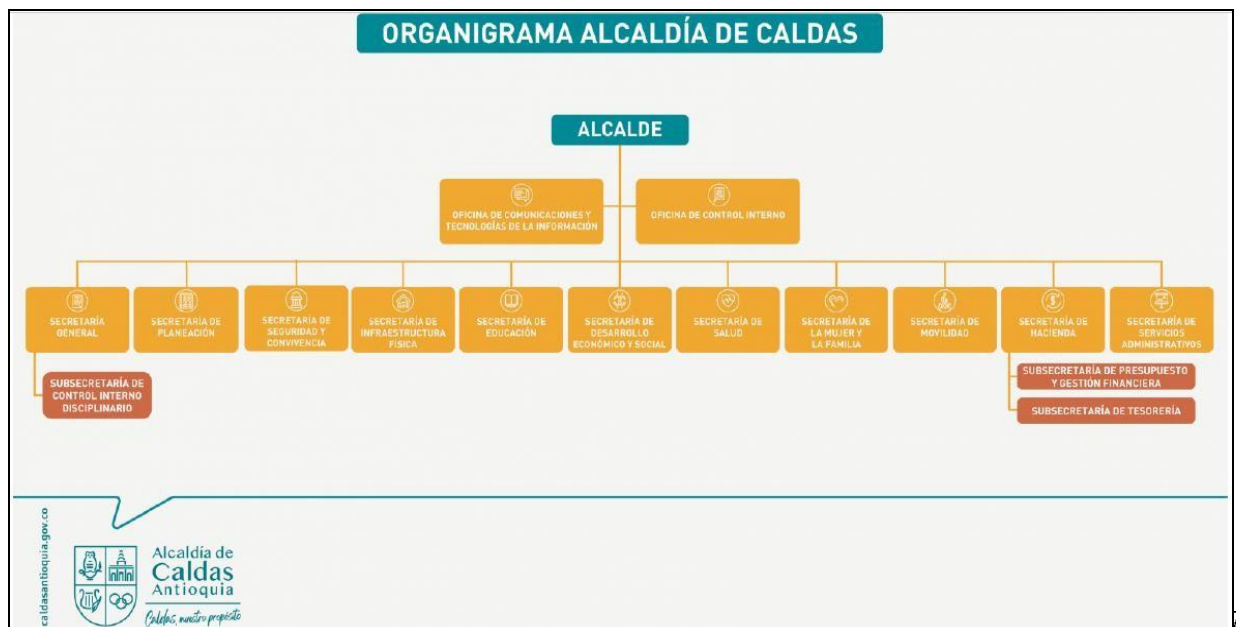 ORGANIGRAMA ALCALDÍA DE CALDAS
ALCALDE
OFICINA DE COMUNICACIONES Y
TECNOLOGÍAS DE LA INFORMACIÓN
OFICINA DE CONTROL INTERNO
SECRETARÍA
GENERAL
SECRETARÍA DE
PLANEACIÓN
SECRETARÍA DE
SEGURIDAD Y
CONVIVENCIA
SECRETARÍA DE
INFRAESTRUCTURA
FÍSICA
SECRETARÍA DE
EDUCACIÓN
SECRETARÍA DE
DESARROLLO
ECONÓMICO Y SOCIAL
SECRETARÍA DE
SALUD
SECRETARÍA DE
LA MUJER Y
LA FAMILIA
SECRETARÍA DE
MOVILIDAD
SECRETARÍA DE
HACIENDA
SECRETARÍA DE
SERVICIOS
ADMINISTRATIVOS
SUBSECRETARÍA DE
CONTROL INTERNO
DISCIPLINARIO
SUBSECRETARÍA DE PRESUPUESTO
Y GESTIÓN FINANCIERA
SUBSECRETARÍA DE TESORERÍA
caldasantioquia.gov.co
Alcaldía de
Caldas
Antioquia
Caldas, nuestro propósito